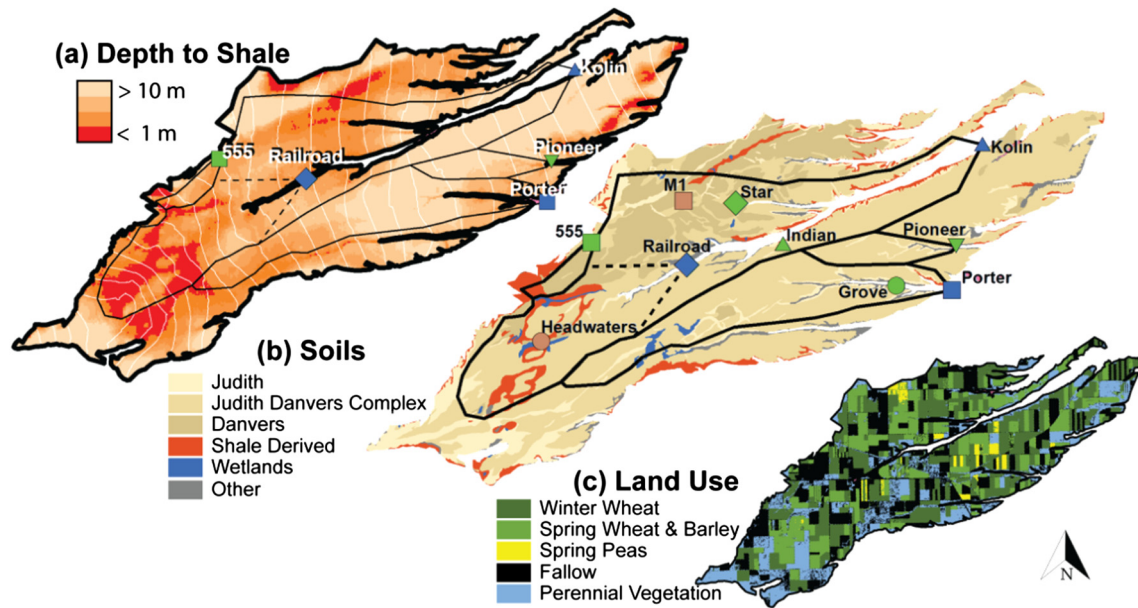 (a) Depth to Shale
> 10 m
< 1 m
Kolin
555
Railroad
Pioneer
Porter
M1
Star
Kolin
555
Railroad
Indian
Pioneer
Grove
Porter
Headwaters
(b) Soils
Judith
Judith Danvers Complex
Danvers
Shale Derived
Wetlands
Other
(c) Land Use
Winter Wheat
Spring Wheat & Barley
Spring Peas
Fallow
Perennial Vegetation
N